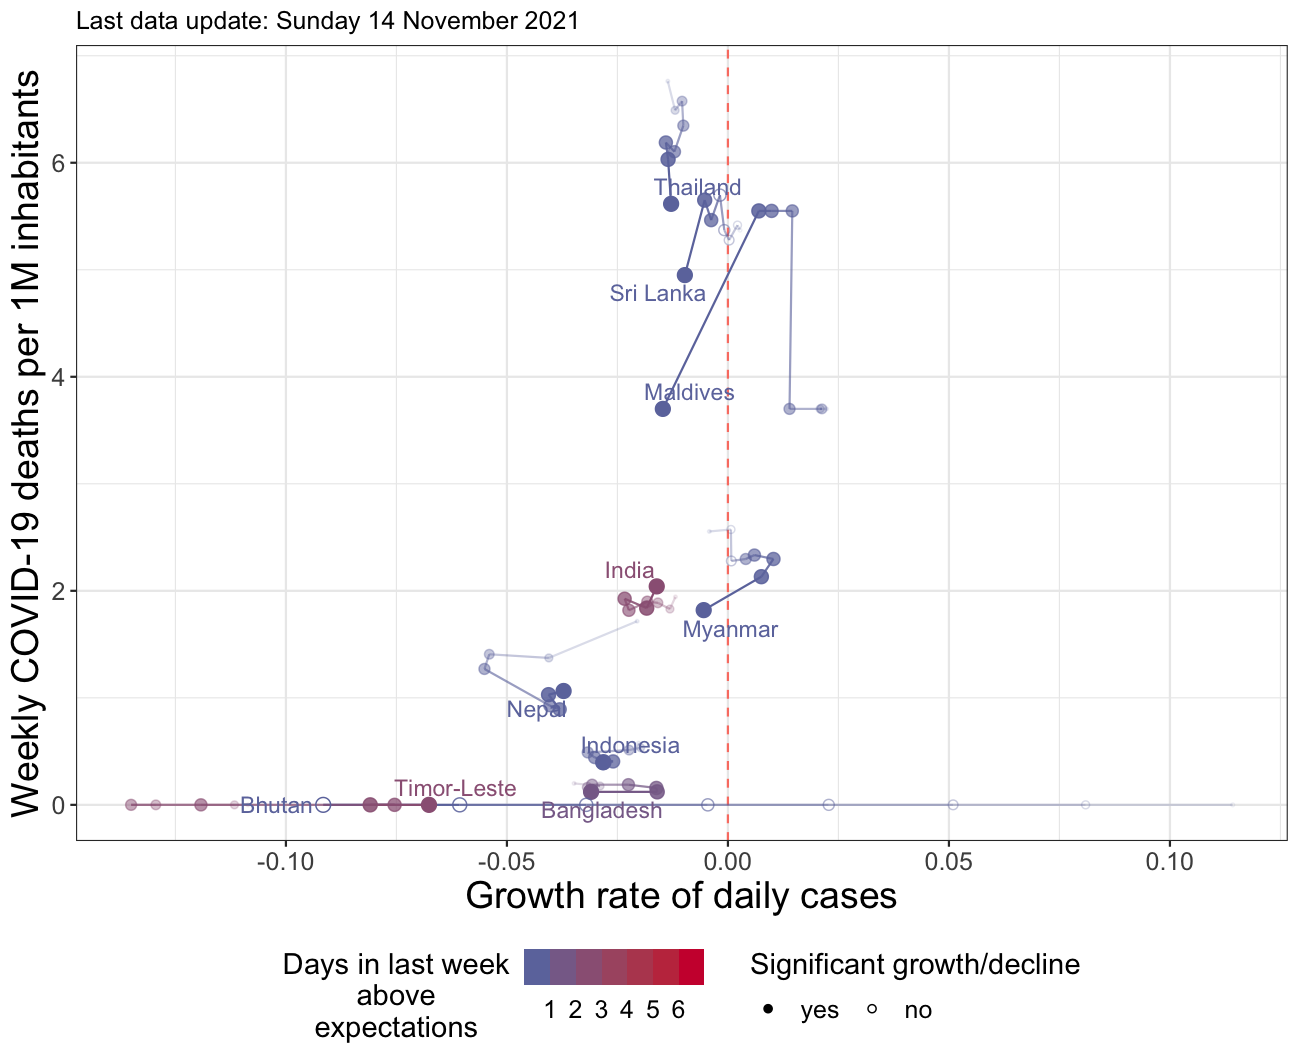 Last data update: Sunday 14 November 2021
Weekly COVID-19 deaths per 1M inhabitants
6
4
2
0
Thailand
Sri Lanka
Maldives
India
Myanmar
Nepal
Indonesia
Timor-Leste
Bhutan
Bangladesh
-0.10 -0.05 0.00 0.05 0.10
Growth rate of daily cases
Days in last week
above
expectations
1 2 3 4 5 6
Significant growth/decline
yes no